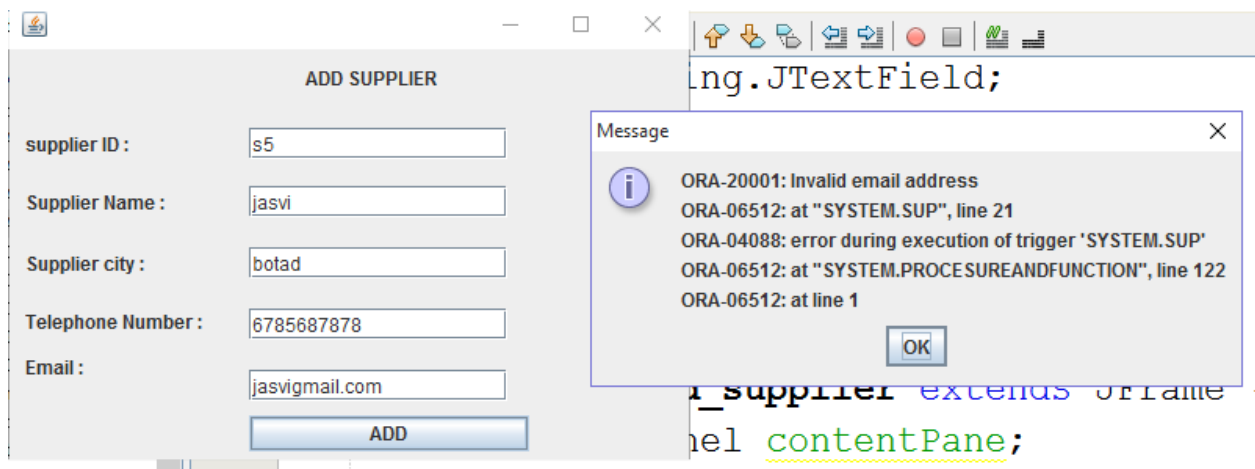 ADD SUPPLIER
supplier ID :
s5
Supplier Name :
jasvi
Supplier city :
botad
Telephone Number :
6785687878
Email :
jasvigmail.com
ADD
ing.JTextField;
Message
ORA-20001: Invalid email address
ORA-06512: at "SYSTEM.SUP", line 21
ORA-04088: error during execution of trigger 'SYSTEM.SUP'
ORA-06512: at "SYSTEM.PROCESUREANDFUNCTION", line 122
ORA-06512: at line 1
OK
d_supplier extends JFrame
nel contentPane;